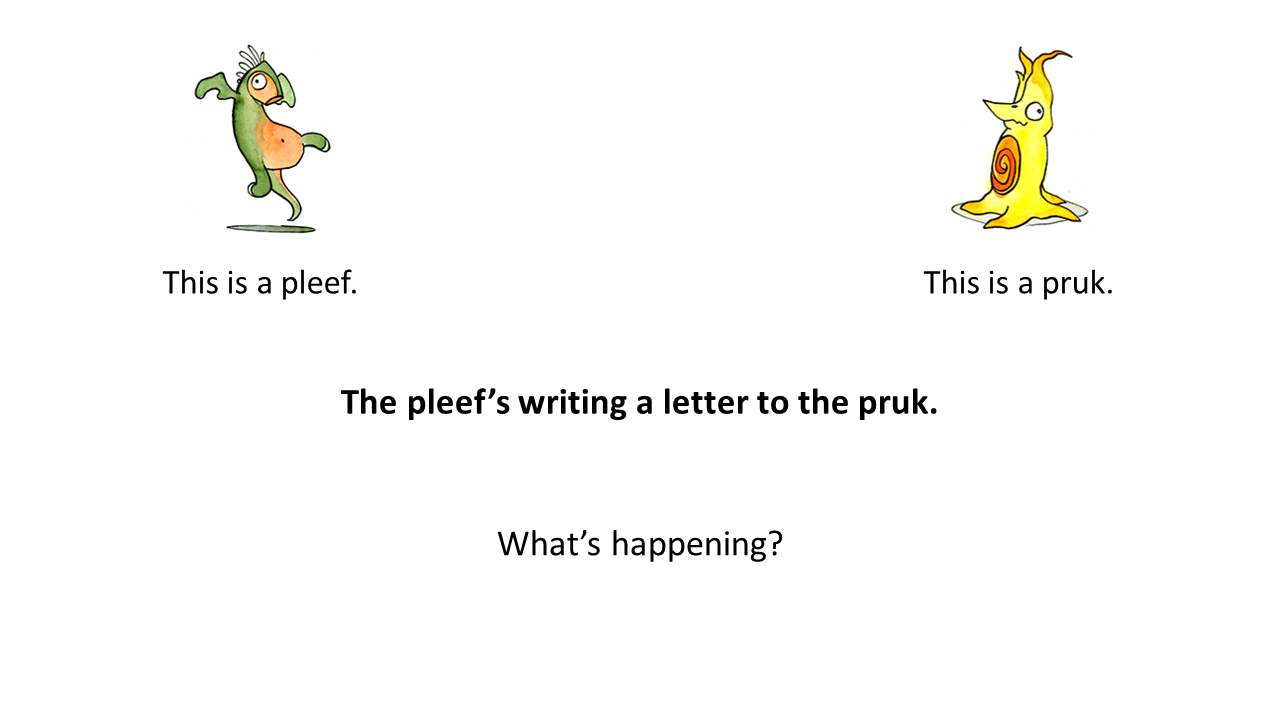 This is a pleef.
This is a pruk.
The pleef’s writing a letter to the pruk.
What’s happening?